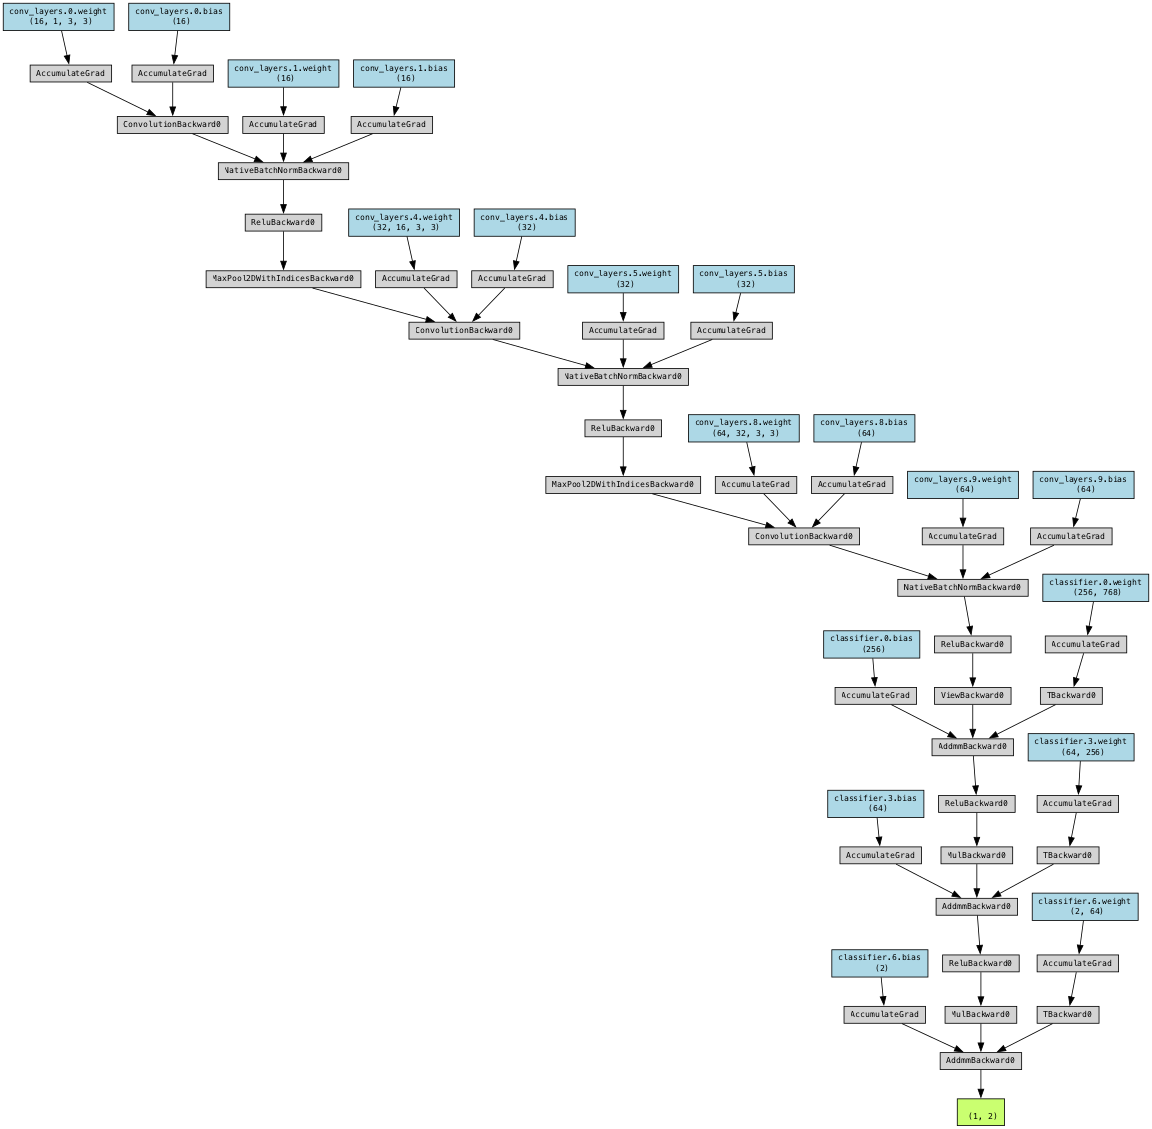 conv_layers.0.weight
(16, 1, 3, 3)
conv_layers.0.bias
(16)
AccumulateGrad
AccumulateGrad
conv_layers.1.weight
(16)
conv_layers.1.bias
(16)
ConvolutionBackward0
AccumulateGrad
AccumulateGrad
NativeBatchNormBackward0
ReluBackward0
conv_layers.4.weight
(32, 16, 3, 3)
conv_layers.4.bias
(32)
MaxPool2DWithIndicesBackward0
AccumulateGrad
AccumulateGrad
conv_layers.5.weight
(32)
conv_layers.5.bias
(32)
ConvolutionBackward0
AccumulateGrad
AccumulateGrad
NativeBatchNormBackward0
ReluBackward0
conv_layers.8.weight
(64, 32, 3, 3)
conv_layers.8.bias
(64)
MaxPool2DWithIndicesBackward0
AccumulateGrad
AccumulateGrad
conv_layers.9.weight
(64)
conv_layers.9.bias
(64)
ConvolutionBackward0
AccumulateGrad
AccumulateGrad
NativeBatchNormBackward0
classifier.0.weight
(256, 768)
classifier.0.bias
(256)
ReluBackward0
AccumulateGrad
AccumulateGrad
ViewBackward0
TBackward0
AddmmBackward0
classifier.3.weight
(64, 256)
classifier.3.bias
(64)
ReluBackward0
AccumulateGrad
AccumulateGrad
MulBackward0
TBackward0
AddmmBackward0
classifier.6.weight
(2, 64)
classifier.6.bias
(2)
ReluBackward0
AccumulateGrad
AccumulateGrad
MulBackward0
TBackward0
AddmmBackward0
(1, 2)